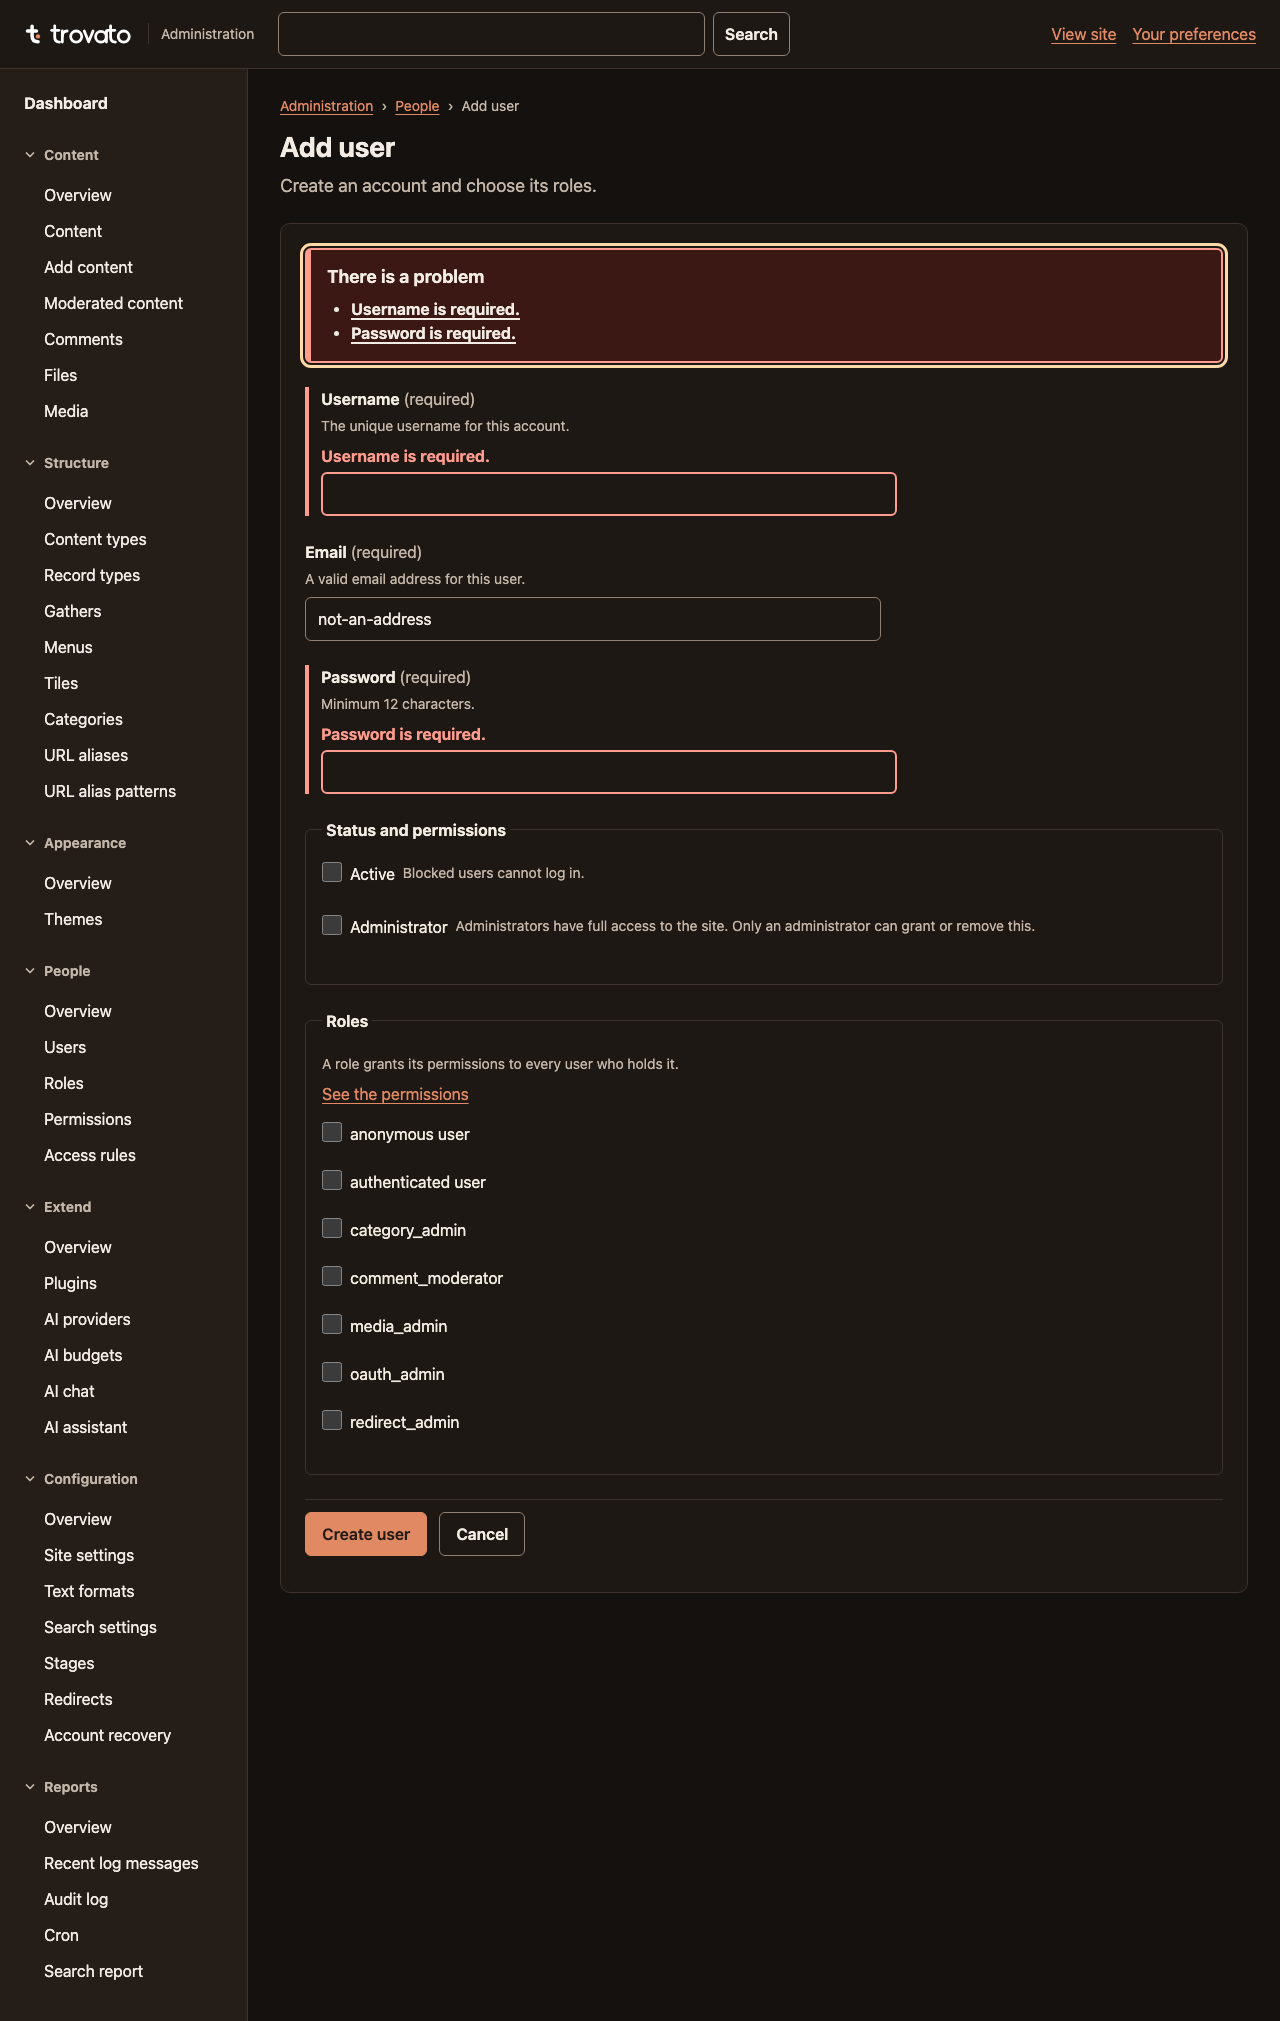 trovato
Administration
Search
View site
Your preferences
Dashboard
Content
Overview
Content
Add content
Moderated content
Comments
Files
Media
Structure
Overview
Content types
Record types
Gathers
Menus
Tiles
Categories
URL aliases
URL alias patterns
Appearance
Overview
Themes
People
Overview
Users
Roles
Permissions
Access rules
Extend
Overview
Plugins
AI providers
AI budgets
AI chat
AI assistant
Configuration
Overview
Site settings
Text formats
Search settings
Stages
Redirects
Account recovery
Reports
Overview
Recent log messages
Audit log
Cron
Search report
Administration › People › Add user
Add user
Create an account and choose its roles.
There is a problem
• Username is required.
• Password is required.
Username (required)
The unique username for this account.
Username is required.
Email (required)
A valid email address for this user.
not-an-address
Password (required)
Minimum 12 characters.
Password is required.
Status and permissions
Active Blocked users cannot log in.
Administrator Administrators have full access to the site. Only an administrator can grant or remove this.
Roles
A role grants its permissions to every user who holds it.
See the permissions
anonymous user
authenticated user
category_admin
comment_moderator
media_admin
oauth_admin
redirect_admin
Create user
Cancel